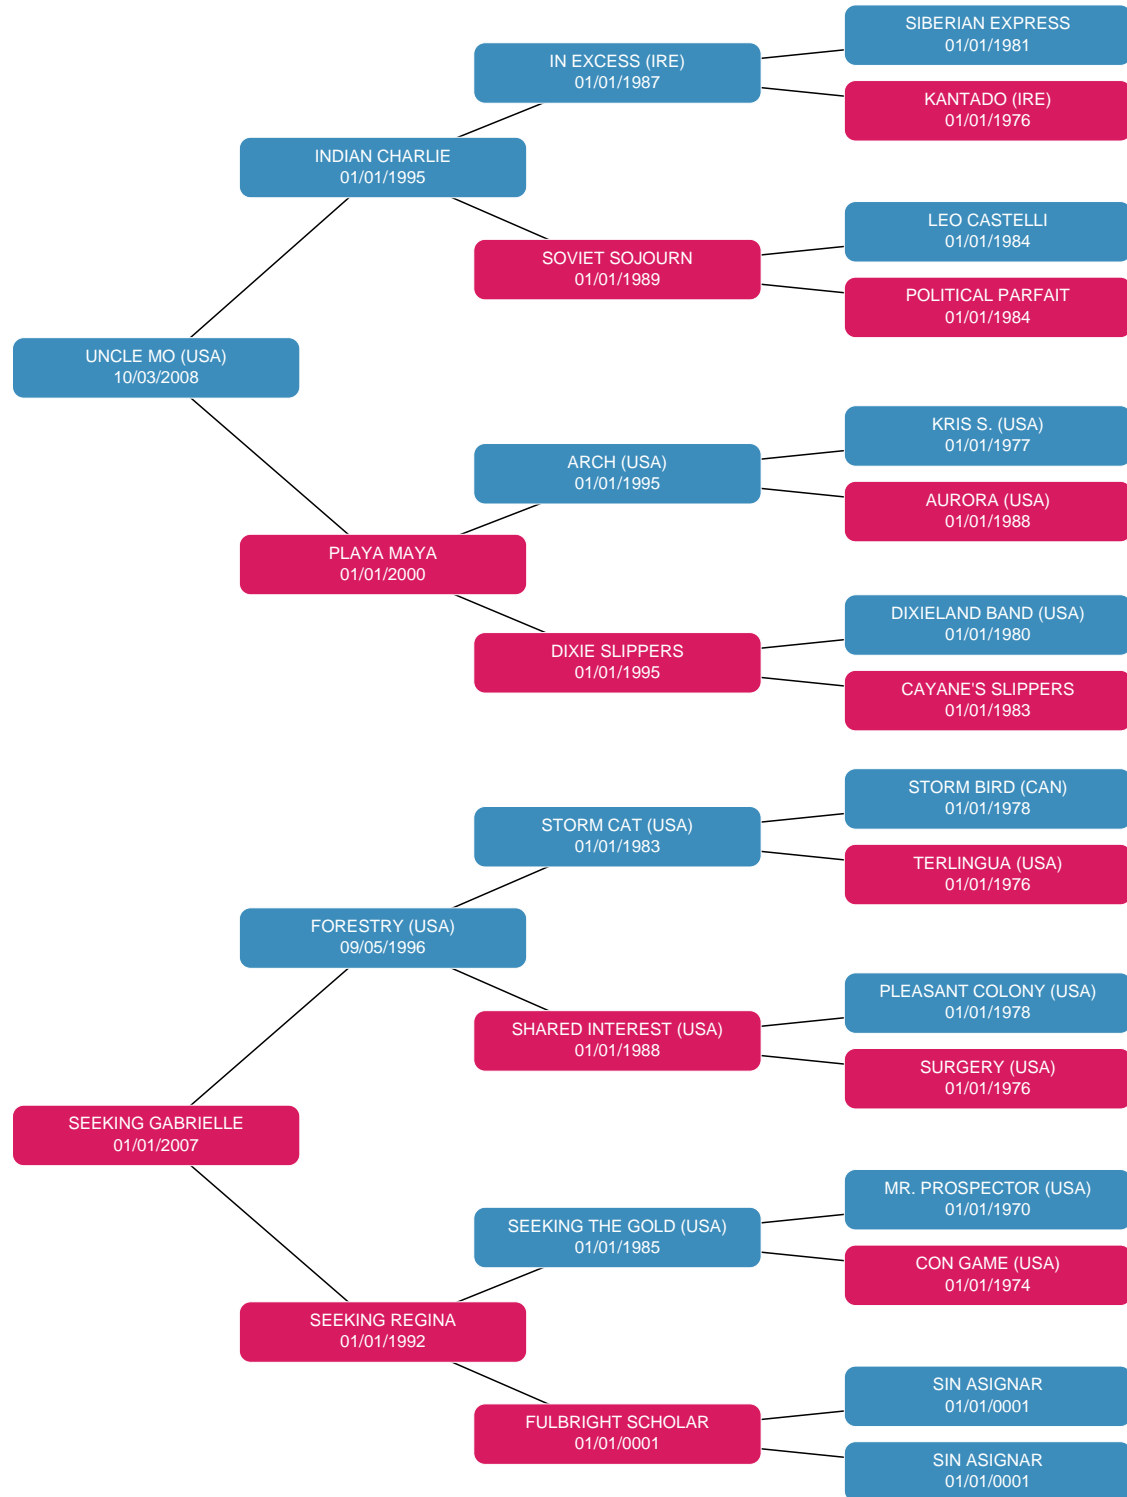 SIBERIAN EXPRESS
01/01/1981
IN EXCESS (IRE)
01/01/1987
KANTADO (IRE)
01/01/1976
INDIAN CHARLIE
01/01/1995
LEO CASTELLI
01/01/1984
SOVIET SOJOURN
01/01/1989
POLITICAL PARFAIT
01/01/1984
UNCLE MO (USA)
10/03/2008
KRIS S. (USA)
01/01/1977
ARCH (USA)
01/01/1995
AURORA (USA)
01/01/1988
PLAYA MAYA
01/01/2000
DIXIELAND BAND (USA)
01/01/1980
DIXIE SLIPPERS
01/01/1995
CAYANE'S SLIPPERS
01/01/1983
STORM BIRD (CAN)
01/01/1978
STORM CAT (USA)
01/01/1983
TERLINGUA (USA)
01/01/1976
FORESTRY (USA)
09/05/1996
PLEASANT COLONY (USA)
01/01/1978
SHARED INTEREST (USA)
01/01/1988
SURGERY (USA)
01/01/1976
SEEKING GABRIELLE
01/01/2007
MR. PROSPECTOR (USA)
01/01/1970
SEEKING THE GOLD (USA)
01/01/1985
CON GAME (USA)
01/01/1974
SEEKING REGINA
01/01/1992
SIN ASIGNAR
01/01/0001
FULBRIGHT SCHOLAR
01/01/0001
SIN ASIGNAR
01/01/0001